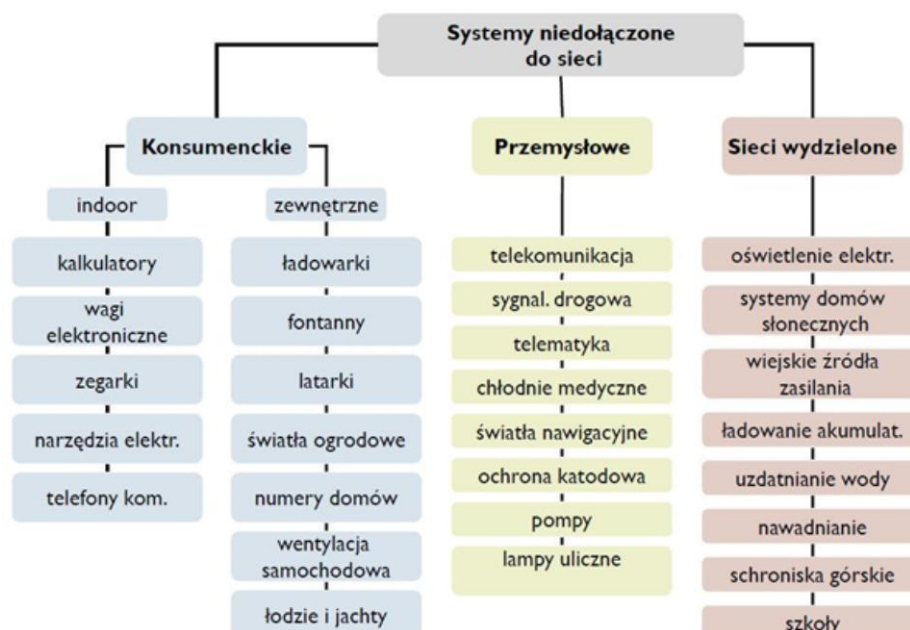 Systemy niedołączone
do sieci
Konsumenckie
indoor
kalkulatory
wagi
elektroniczne
zegarki
narzędzia elektr.
telefony kom.
zewnętrzne
ładowarki
fontanny
latarki
światła ogrodowe
numery domów
wentylacja
samochodowa
łodzie i jachty
Przemysłowe
telekomunikacja
sygnal. drogowa
telematyka
chłodnie medyczne
światła nawigacyjne
ochrona katodowa
pompy
lampy uliczne
Sieci wydzielone
oświetlenie elektr.
systemy domów
słonecznych
wiejskie źródła
zasilania
ładowanie akumulat.
uzdatnianie wody
nawadnianie
schroniska górskie
szkoły